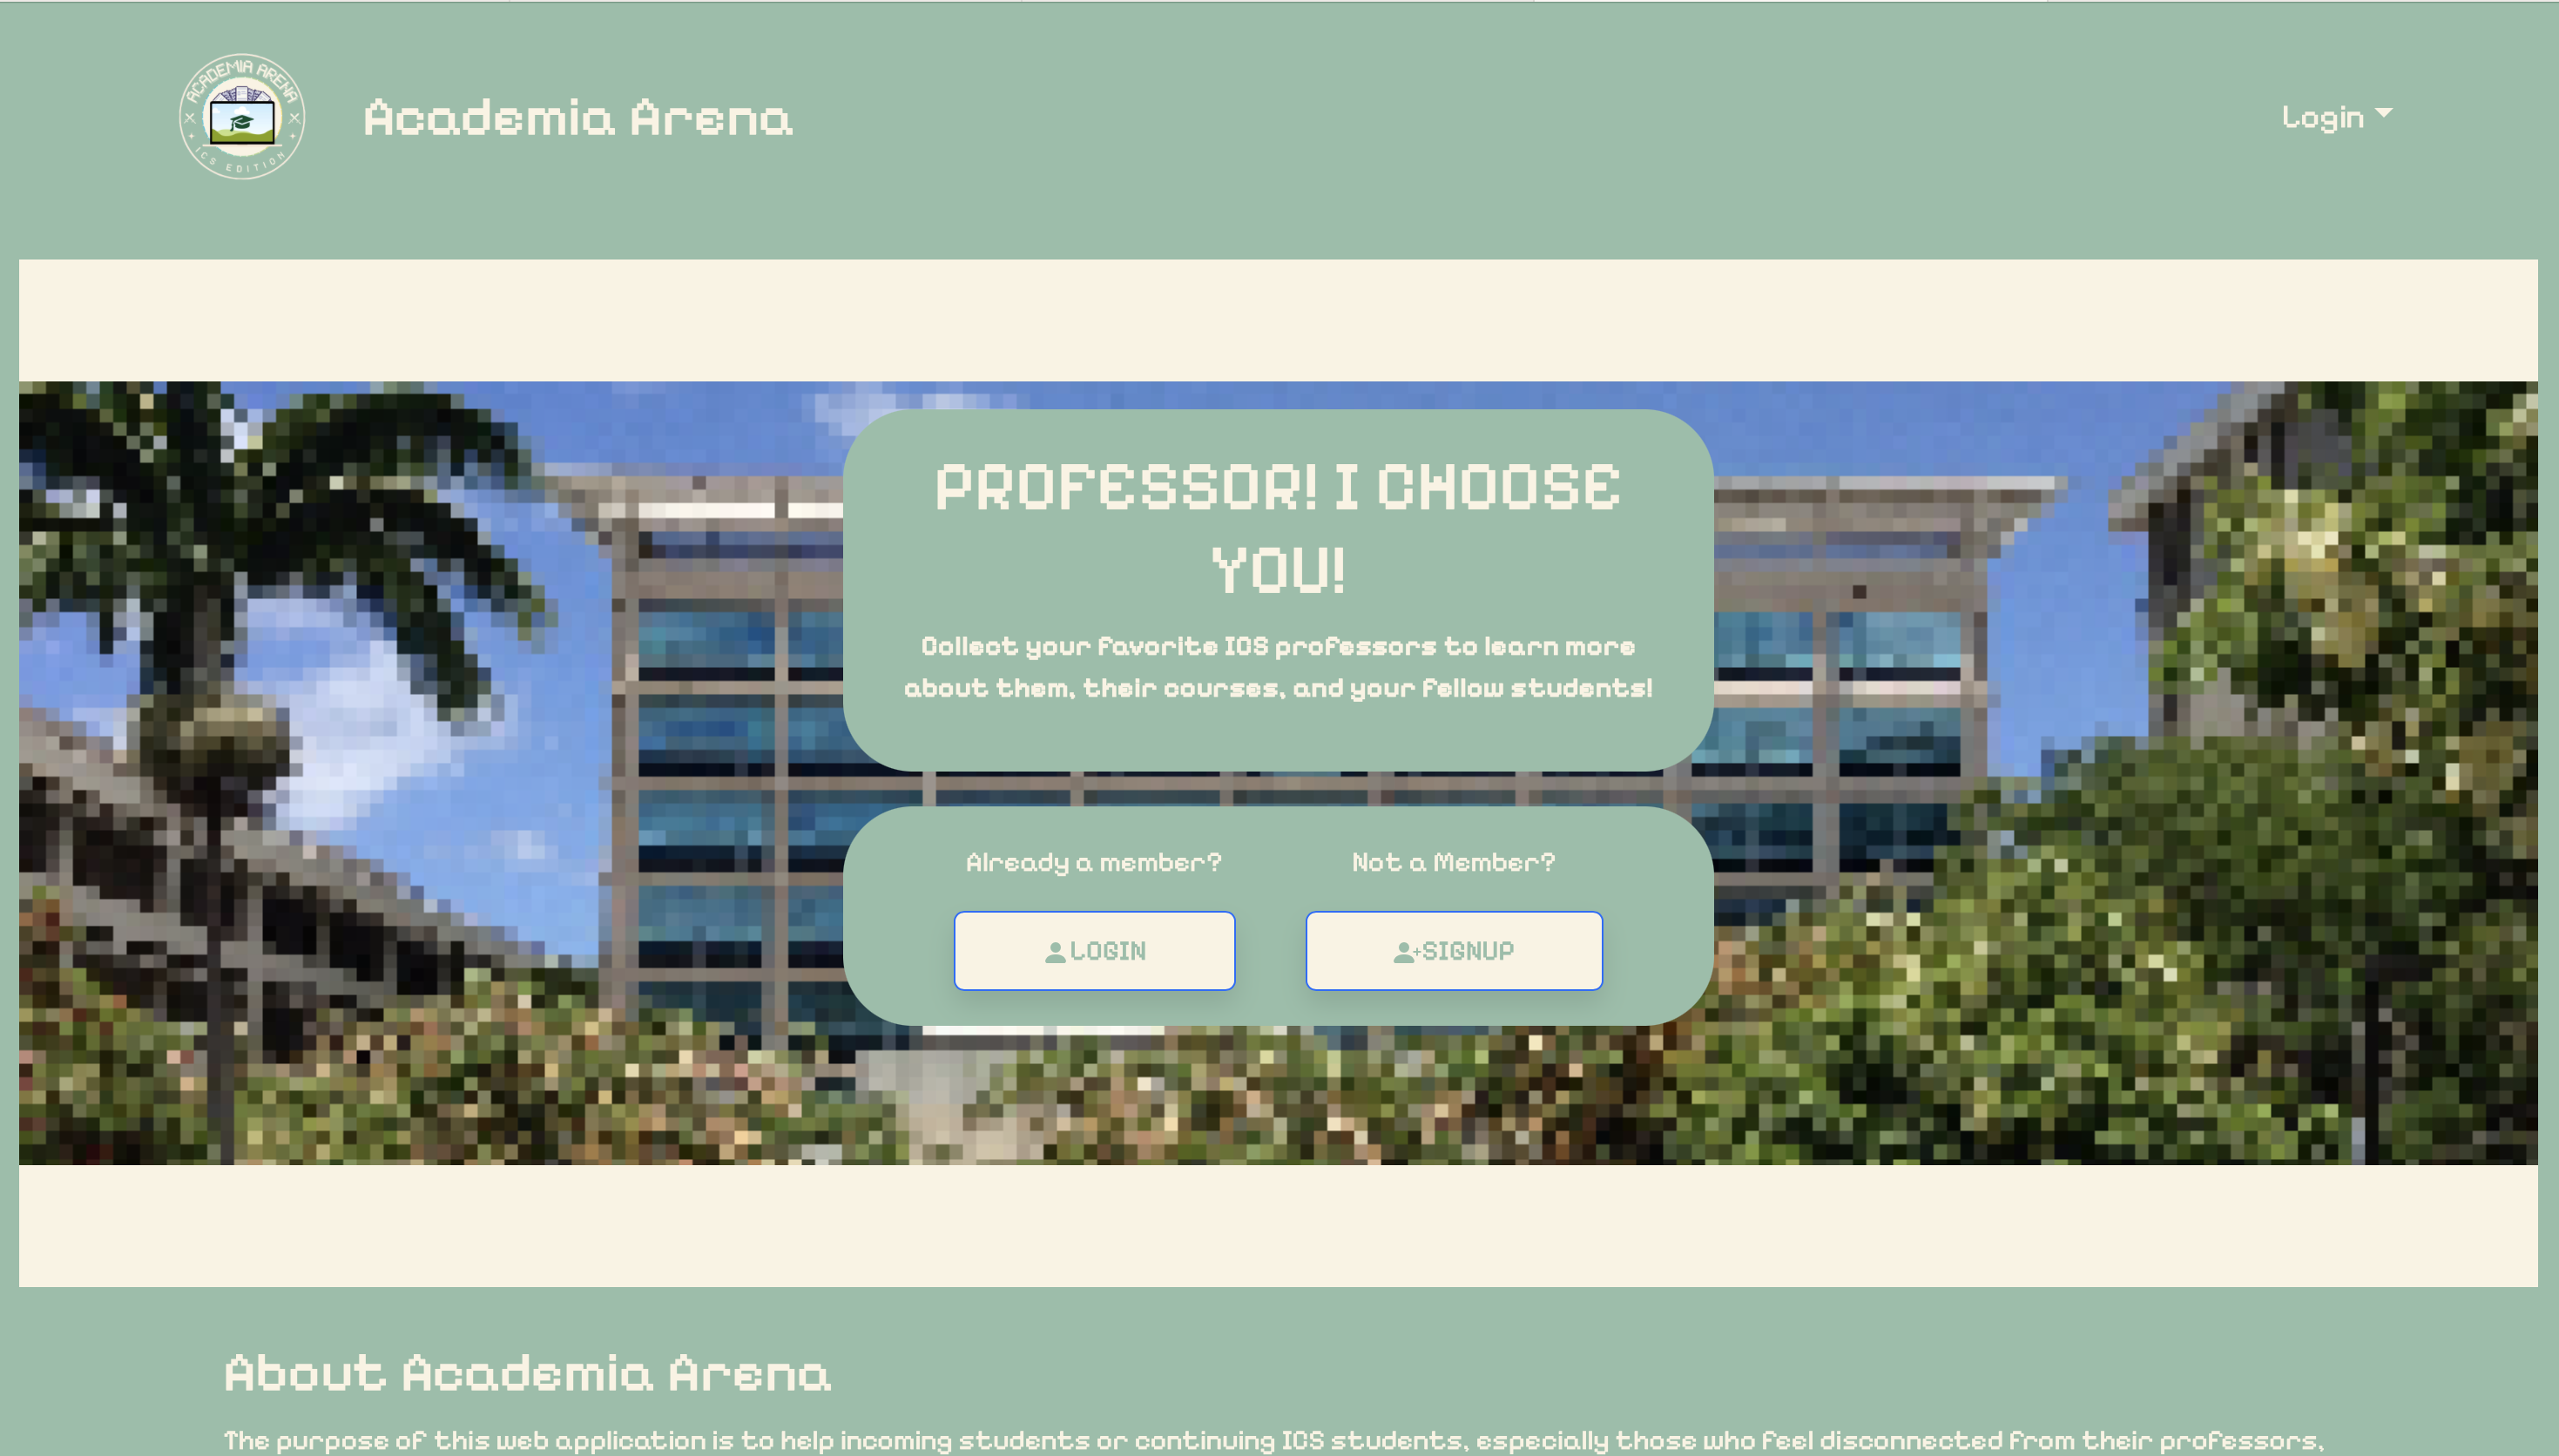 ACADEMIA ARENA
ICS EDITION
Academia Arena
Login
PROFESSOR! I CHOOSE
YOU!
Collect your favorite ICS professors to learn more
about them, their courses, and your fellow students!
Already a member?
Not a Member?
LOGIN
SIGNUP
About Academia Arena
The purpose of this web application is to help incoming students or continuing ICS students, especially those who feel disconnected from their professors,